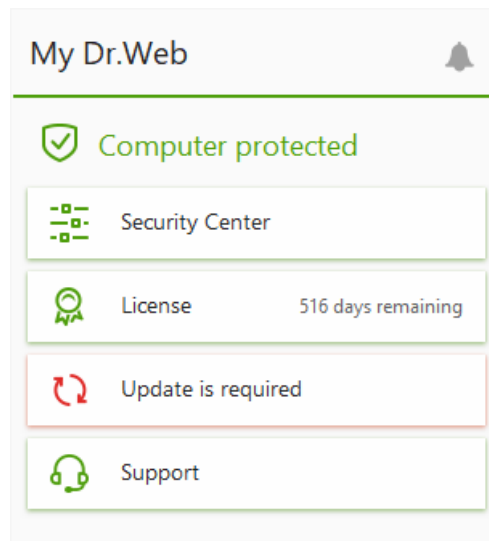 My Dr.Web
Computer protected
Security Center
License 516 days remaining
Update is required
Support